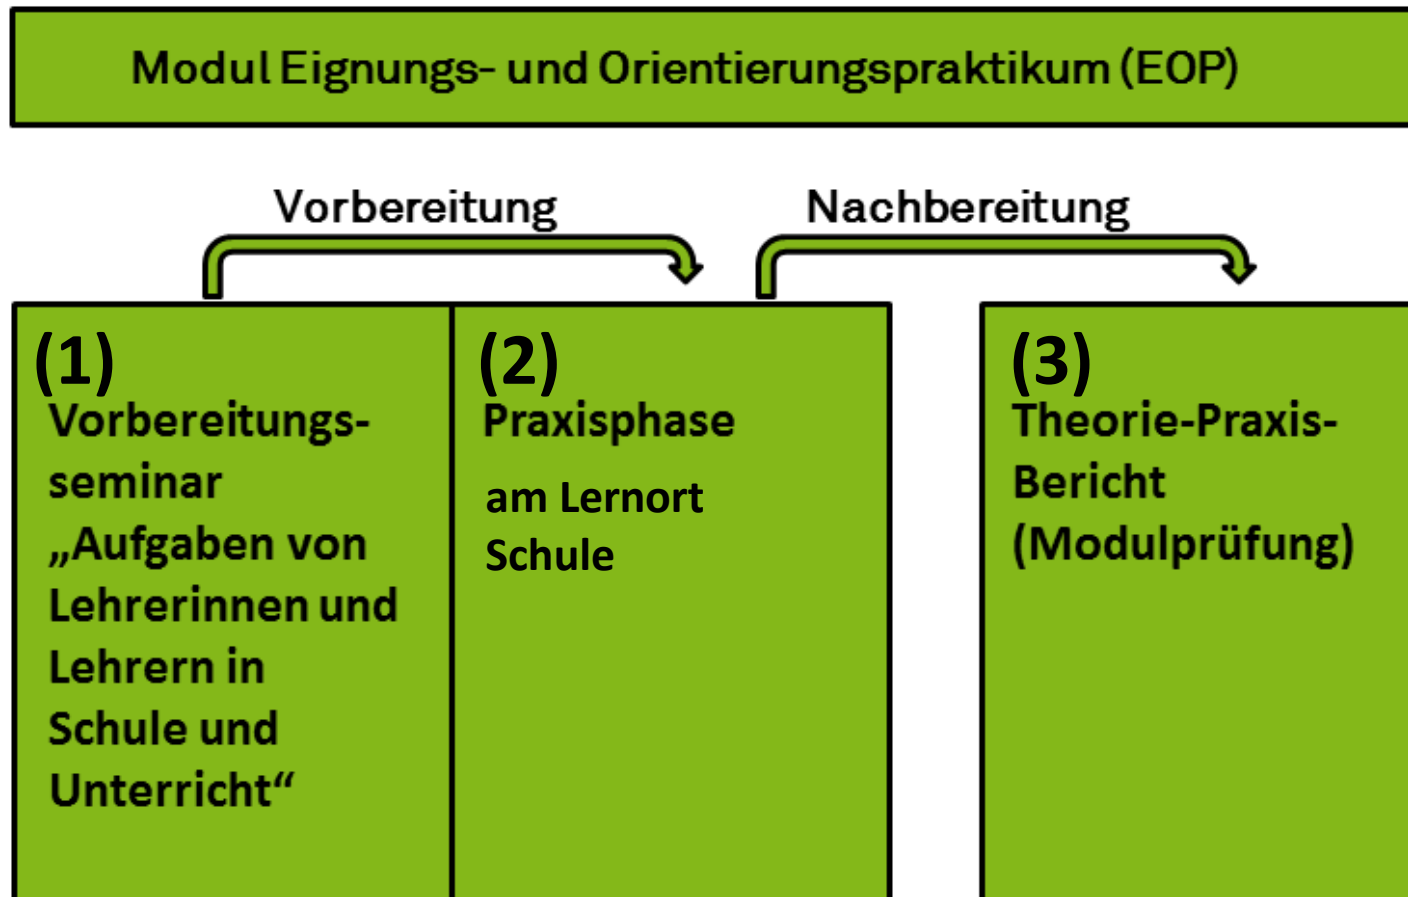 Modul Eignungs- und Orientierungspraktikum (EOP)
Vorbereitung
Nachbereitung
(1)
Vorbereitungs-
seminar
„Aufgaben von
Lehrerinnen und
Lehrern in
Schule und
Unterricht“
(2)
Praxisphase
am Lernort
Schule
(3)
Theorie-Praxis-
Bericht
(Modulprüfung)